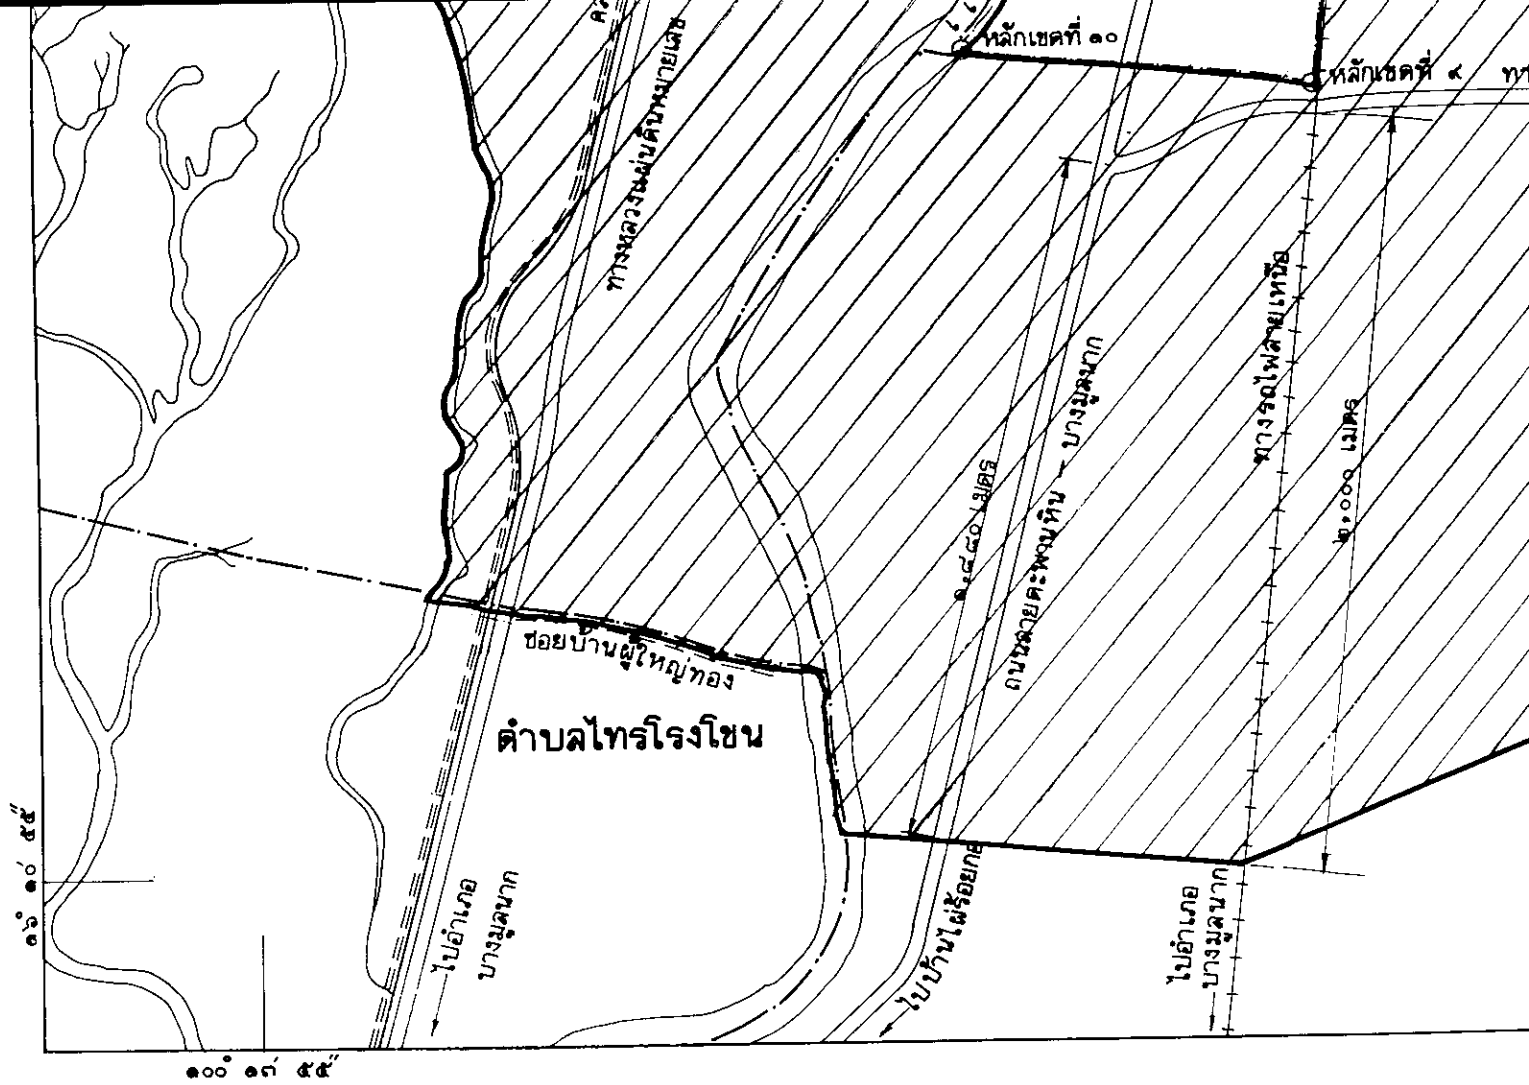 หลักเขตที่ ๑๐
หลักเขตที่ ๙
ทางหลวงแผ่นดินหมายเลข
ทางรถไฟสายเหนือ
๒,๐๐๐ เมตร
๑,๘๘๐ เมตร
ถนนสายตะพานหิน - บางมูลนาก
ซอยบ้านผู้ใหญ่ทอง
ตำบลไทรโรงโขน
ไปอำเภอ
บางมูลนาก
ไปบ้านไผ่ร้อยกอ
ไปอำเภอ
บางมูลนาก
๑๖° ๑๐′ ๕๕″
๑๐๐° ๑๗′ ๕๕″